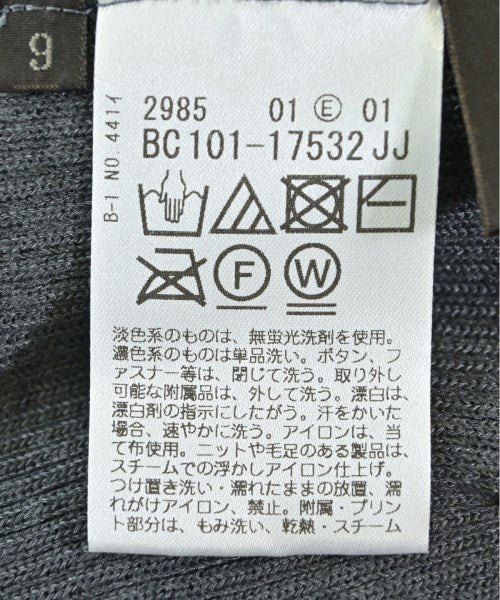 9
B-1 NO.441イ
2985 01 Ⓔ 01
BC101-17532JJ
F
W
淡色系のものは、無蛍光洗剤を使用。
濃色系のものは単品洗い。ボタン、フ
ァスナー等は、閉じて洗う。取り外し
可能な附属品は、外して洗う。漂白は、
漂白剤の指示にしたがう。汗をかいた
場合、速やかに洗う。アイロンは、当
て布使用。ニットや毛足のある製品は、
スチームでの浮かしアイロン仕上げ。
つけ置き洗い・濡れたままの放置、濡
れがけアイロン、禁止。附属・プリン
ト部分は、もみ洗い、乾熱・スチーム